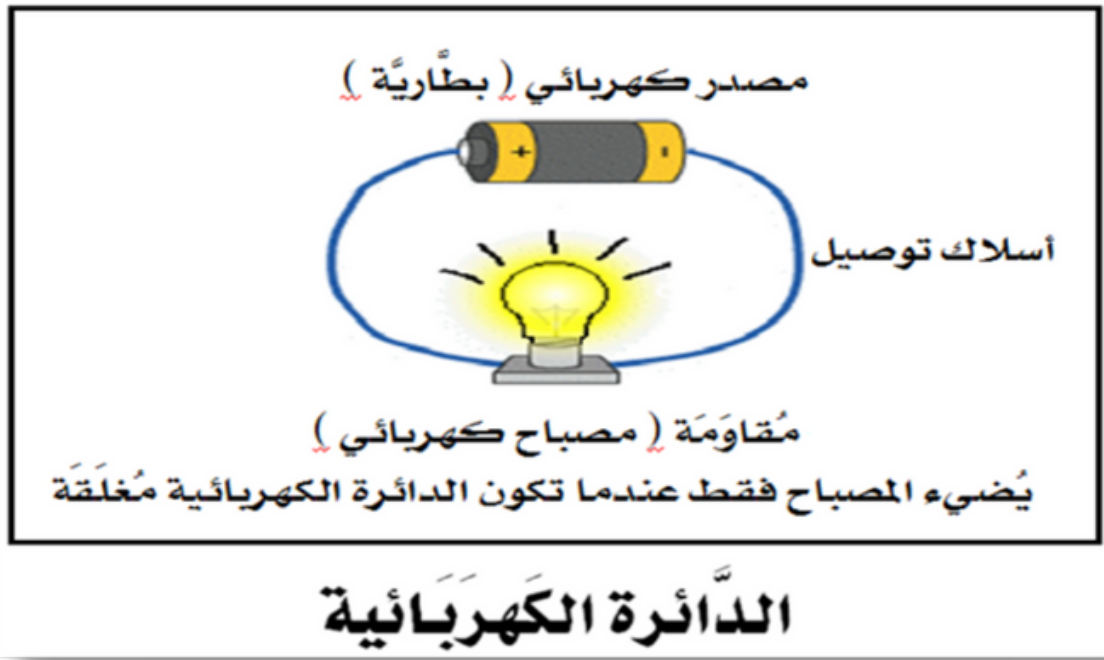 مصدر كهربائي ( بطَّاريَّة )
+ -
أسلاك توصيل
مُقاوَمَة ( مصباح كهربائي )
يُضيء المصباح فقط عندما تكون الدائرة الكهربائية مُغلَقَة
الدَّائرة الكَهرَبَائية